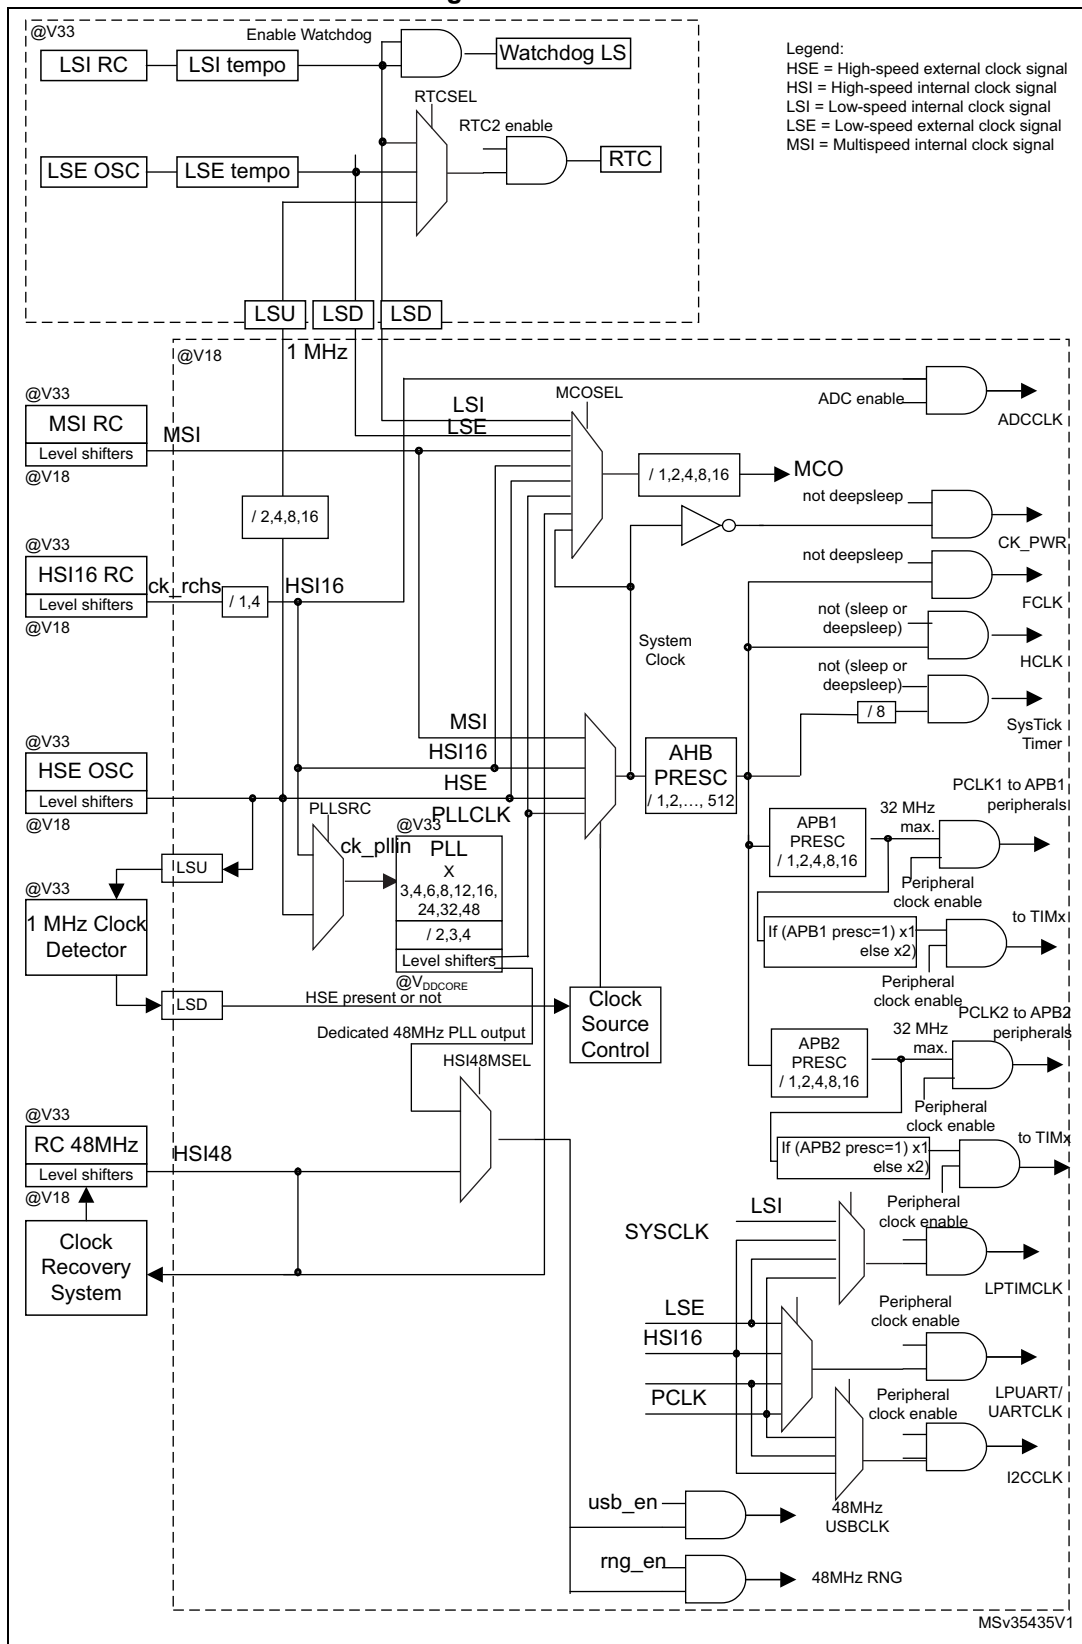 @V33
Enable Watchdog
LSI RC
LSI tempo
Watchdog LS
RTCSEL
RTC2 enable
LSE OSC
LSE tempo
RTC
Legend:
HSE = High-speed external clock signal
HSI = High-speed internal clock signal
LSI = Low-speed internal clock signal
LSE = Low-speed external clock signal
MSI = Multispeed internal clock signal
LSU
LSD
LSD
@V18
1 MHz
@V33
MSI RC
Level shifters
@V18
MSI
LSI
LSE
MCOSEL
ADC enable
ADCCLK
/ 1,2,4,8,16
MCO
/ 2,4,8,16
not deepsleep
CK_PWR
@V33
HSI16 RC
Level shifters
@V18
ck_rchs
/ 1,4
HSI16
not deepsleep
FCLK
not (sleep or
deepsleep)
HCLK
System
Clock
not (sleep or
deepsleep)
/ 8
SysTick
Timer
@V33
HSE OSC
Level shifters
@V18
MSI
HSI16
HSE
PLLCLK
AHB
PRESC
/ 1,2,..., 512
PLLSRC
ck_pllin
@V33
PLL
X
3,4,6,8,12,16,
24,32,48
/ 2,3,4
Level shifters
@VDDCORE
PCLK1 to APB1
peripherals
32 MHz
max.
APB1
PRESC
/ 1,2,4,8,16
Peripheral
clock enable
LSU
@V33
1 MHz Clock
Detector
If (APB1 presc=1) x1
else x2)
to TIMx
Peripheral
clock enable
LSD
HSE present or not
Clock
Source
Control
Dedicated 48MHz PLL output
HSI48MSEL
PCLK2 to APB2
peripherals
32 MHz
max.
APB2
PRESC
/ 1,2,4,8,16
Peripheral
clock enable
@V33
RC 48MHz
Level shifters
@V18
HSI48
If (APB2 presc=1) x1
else x2)
to TIMx
Peripheral
clock enable
Clock
Recovery
System
LSI
SYSCLK
LPTIMCLK
LSE
HSI16
PCLK
Peripheral
clock enable
LPUART/
UARTCLK
Peripheral
clock enable
I2CCLK
usb_en
48MHz
USBCLK
rng_en
48MHz RNG
MSv35435V1